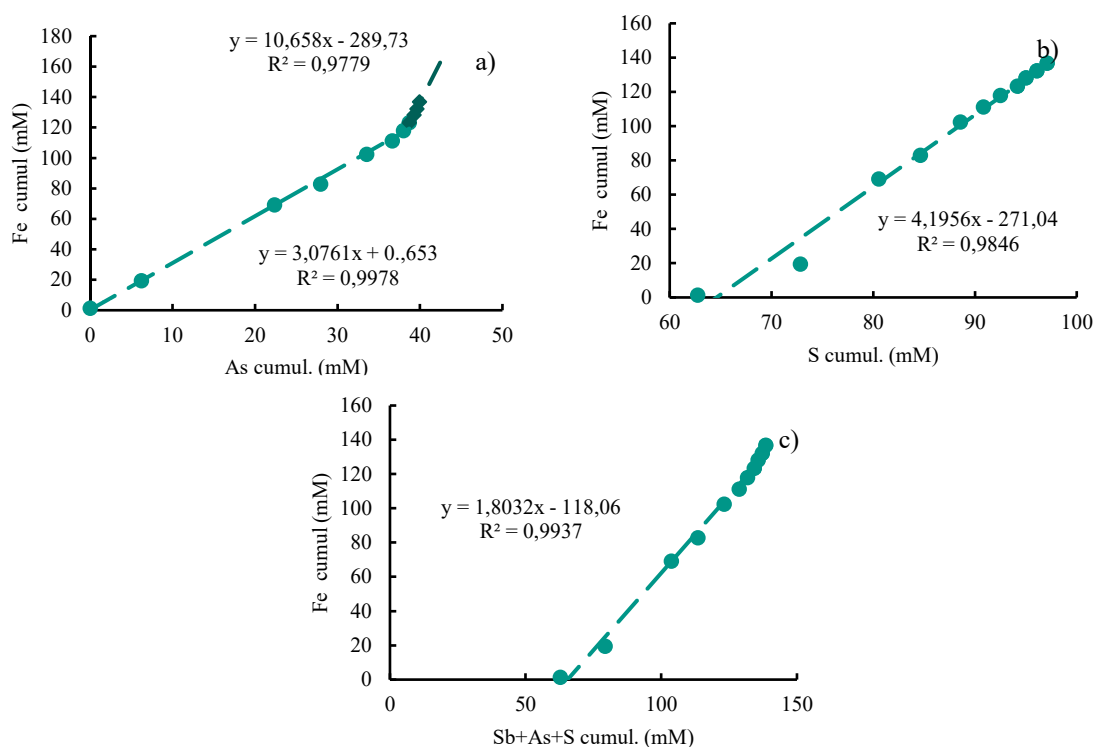 y = 10,658x - 289,73
R² = 0,9779
a)
180
160
140
120
100
80
60
40
20
0
Fe cumul (mM)
y = 3,0761x + 0.,653
R² = 0,9978
0 10 20 30 40 50
As cumul. (mM)
b)
160
140
120
100
80
60
40
20
0
Fe cumul (mM)
y = 4,1956x - 271,04
R² = 0,9846
60 70 80 90 100
S cumul. (mM)
c)
160
140
120
100
80
60
40
20
0
Fe cumul (mM)
y = 1,8032x - 118,06
R² = 0,9937
0 50 100 150
Sb+As+S cumul. (mM)